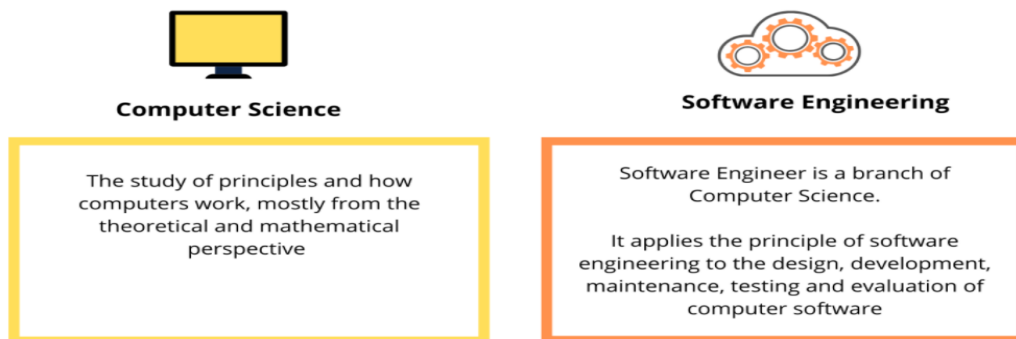 Computer Science
The study of principles and how
computers work, mostly from the
theoretical and mathematical
perspective
Software Engineering
Software Engineer is a branch of
Computer Science.
It applies the principle of software
engineering to the design, development,
maintenance, testing and evaluation of
computer software